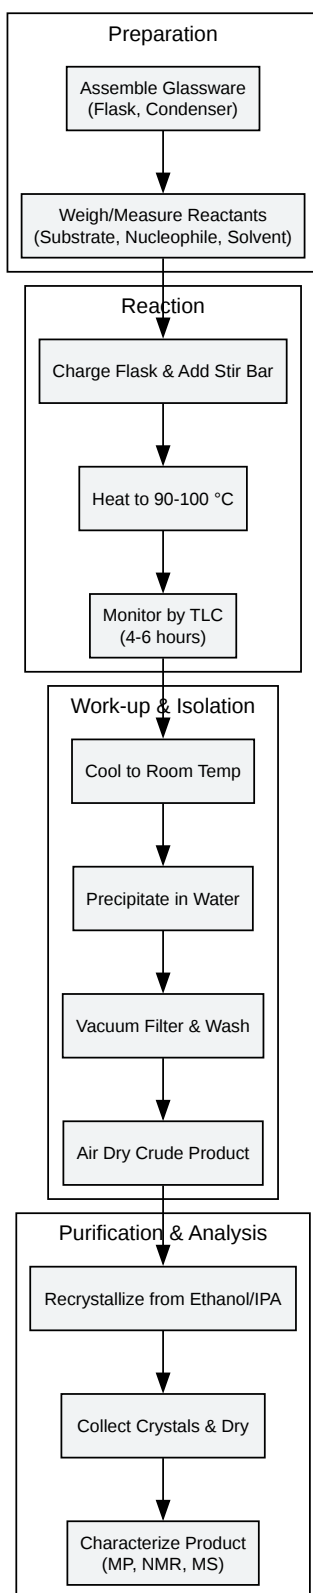 Preparation
Assemble Glassware
(Flask, Condenser)
Weigh/Measure Reactants
(Substrate, Nucleophile, Solvent)
Reaction
Charge Flask & Add Stir Bar
Heat to 90-100 °C
Monitor by TLC
(4-6 hours)
Work-up & Isolation
Cool to Room Temp
Precipitate in Water
Vacuum Filter & Wash
Air Dry Crude Product
Purification & Analysis
Recrystallize from Ethanol/IPA
Collect Crystals & Dry
Characterize Product
(MP, NMR, MS)